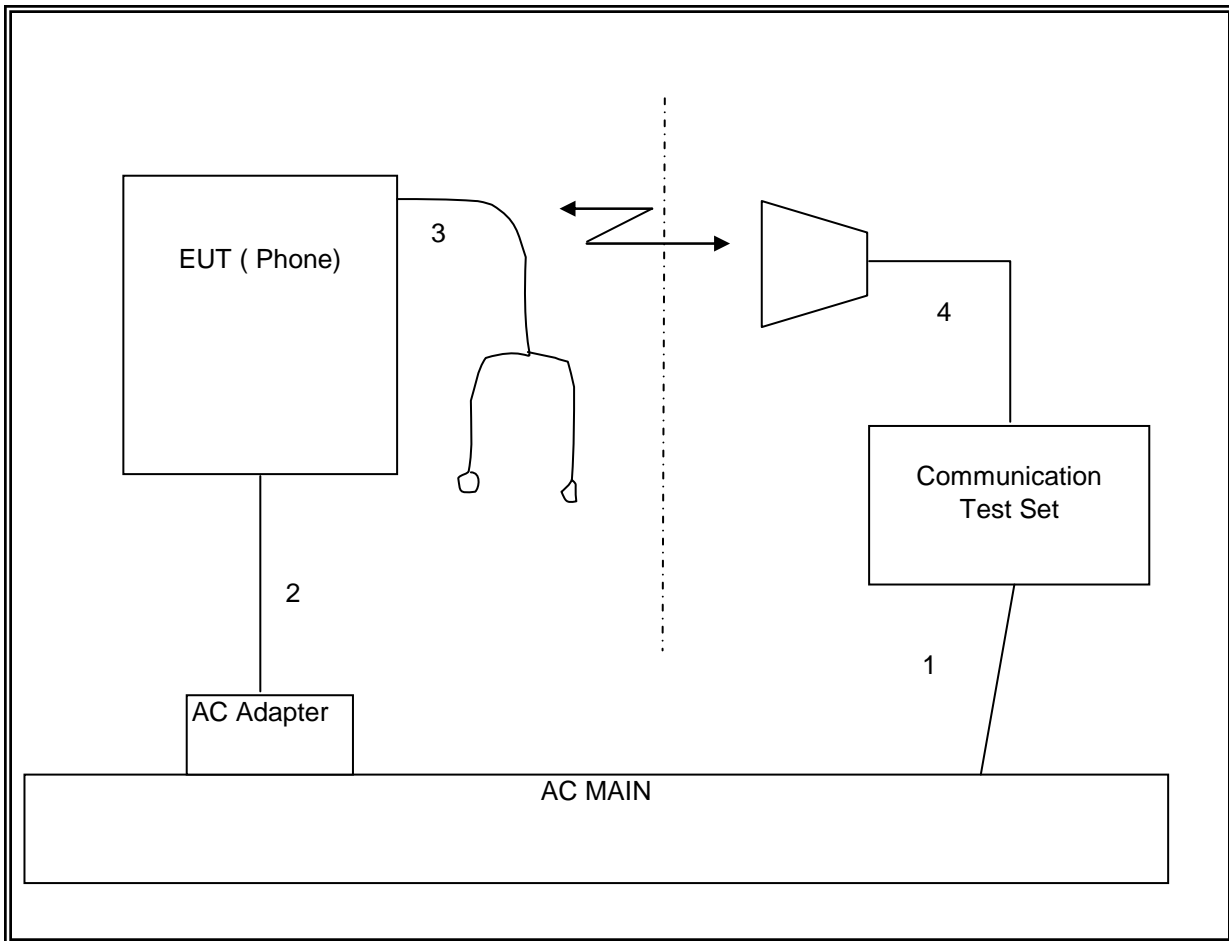 3
EUT ( Phone)
4
Communication
Test Set
2
1
AC Adapter
AC MAIN